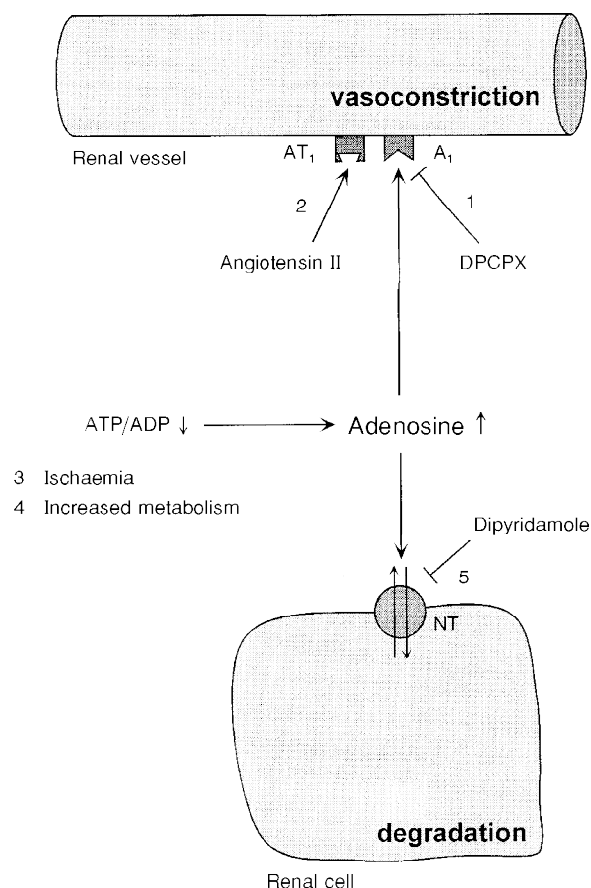 vasoconstriction
Renal vessel
AT₁
A₁
2
1
Angiotensin II
DPCPX
ATP/ADP ↓
Adenosine ↑
3 Ischaemia
4 Increased metabolism
Dipyridamole
5
NT
degradation
Renal cell